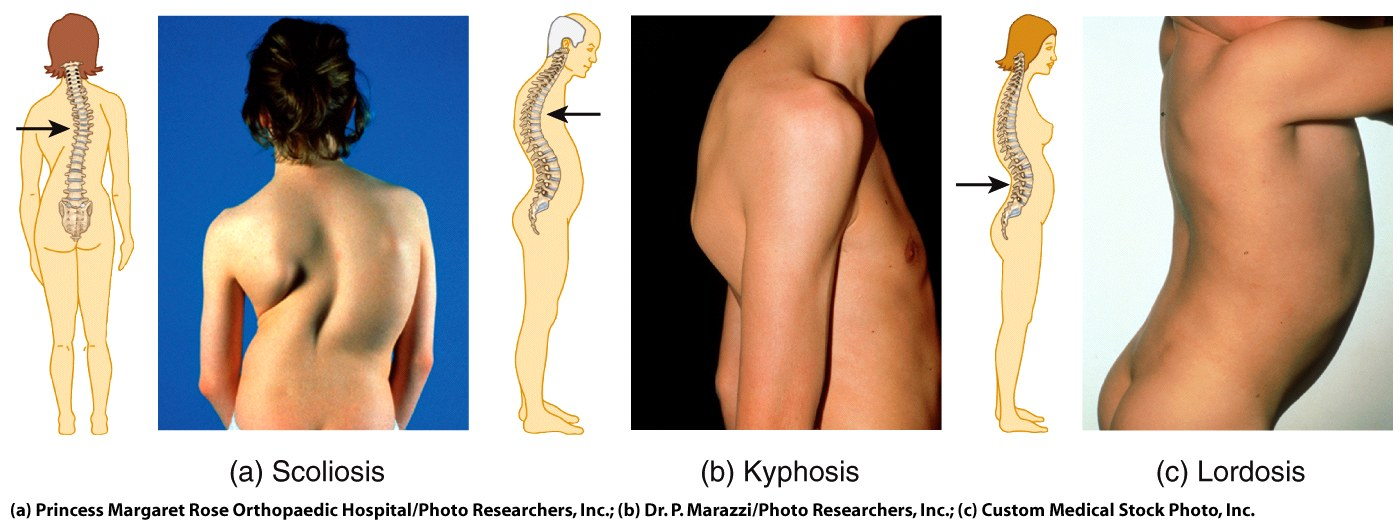 (a) Scoliosis
(b) Kyphosis
(c) Lordosis
(a) Princess Margaret Rose Orthopaedic Hospital/Photo Researchers, Inc.; (b) Dr. P. Marazzi/Photo Researchers, Inc.; (c) Custom Medical Stock Photo, Inc.